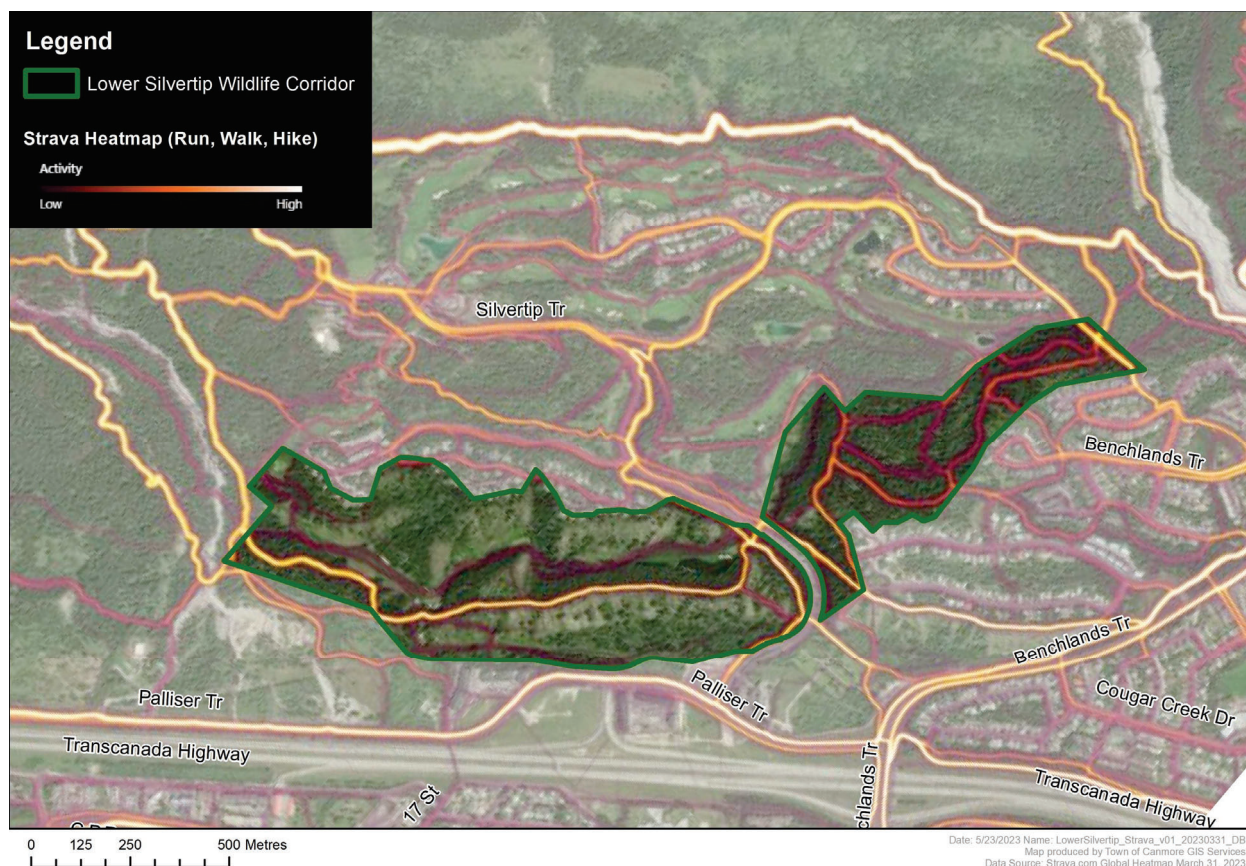 Legend
Lower Silvertip Wildlife Corridor
Strava Heatmap (Run, Walk, Hike)
Activity
Low High
Silvertip Tr
Benchlands Tr
Benchlands Tr
Palliser Tr
Palliser Tr
Cougar Creek Dr
Transcanada Highway
Transcanada Highway
17 St
chlands Tr
0 125 250 500 Metres
Date: 5/23/2023 Name: LowerSilvertip_Strava_v01_20230331_DB
Map produced by Town of Canmore GIS Services
Data Source: Strava.com Global Heatmap March 31, 2023